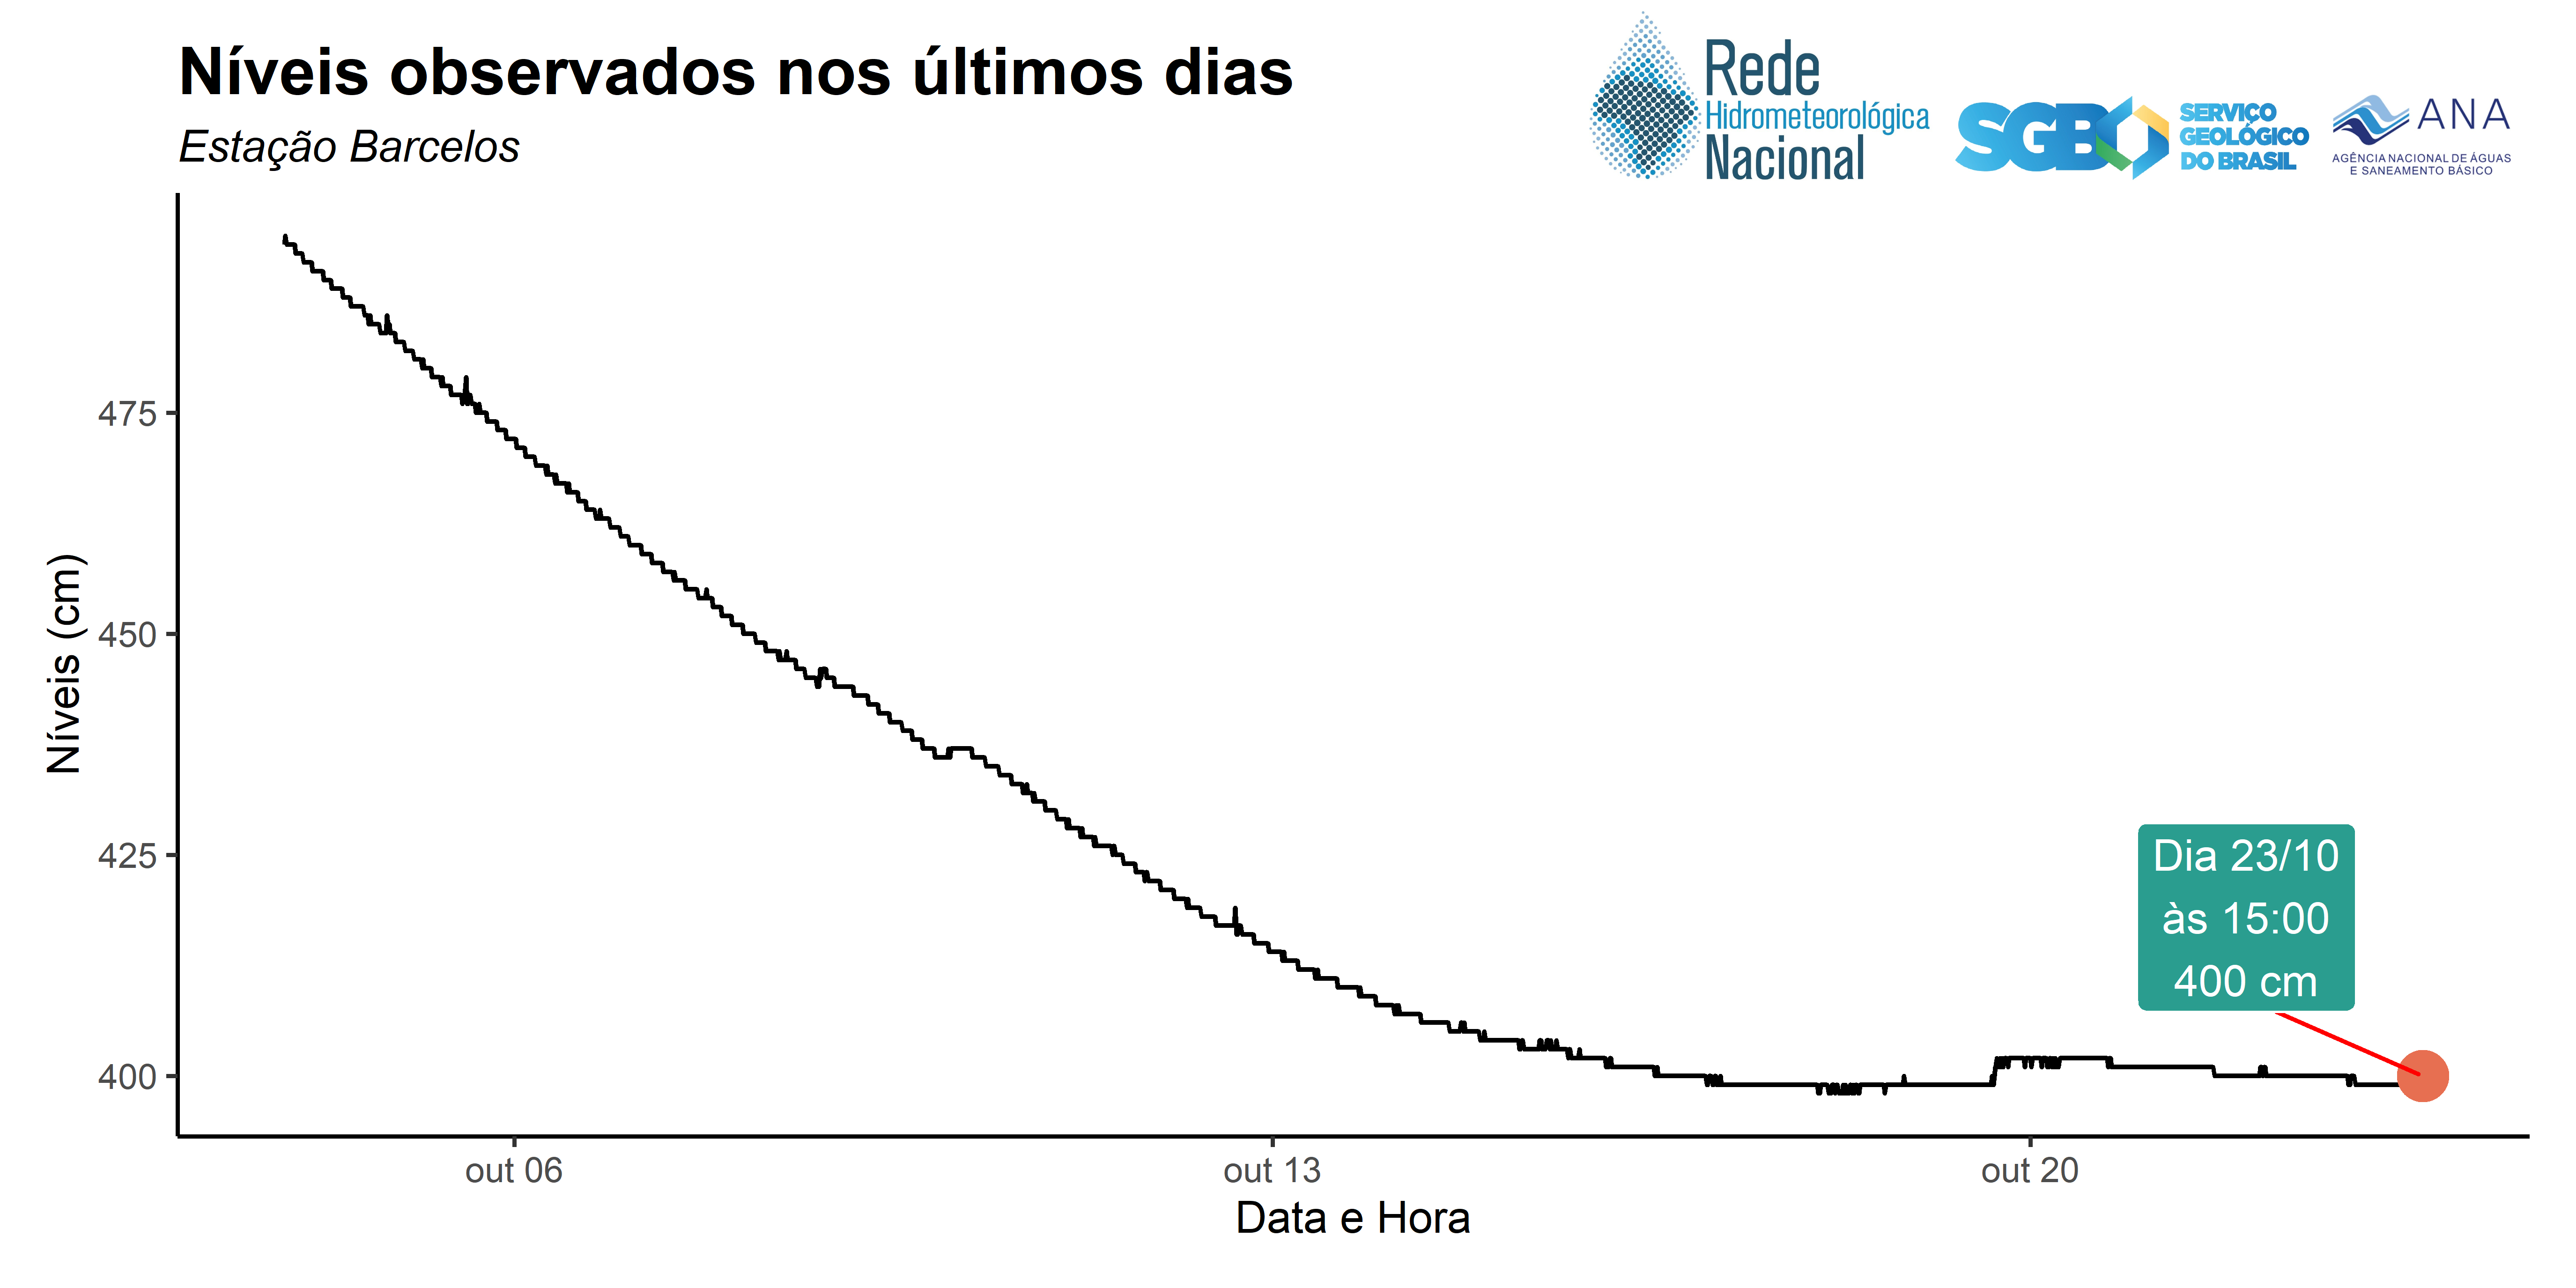 Níveis observados nos últimos dias
Estação Barcelos
Rede
Hidrometeorológica
Nacional
SGB
SERVIÇO
GEOLÓGICO
DO BRASIL
ANA
AGÊNCIA NACIONAL DE ÁGUAS
E SANEAMENTO BÁSICO
Níveis (cm)
475
450
425
400
Dia 23/10
às 15:00
400 cm
out 06
out 13
out 20
Data e Hora